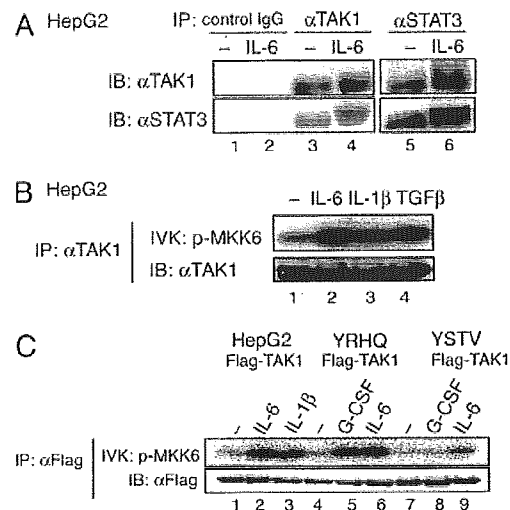 A HepG2 IP: control IgG αTAK1 αSTAT3
– IL-6 – IL-6 – IL-6
IB: αTAK1
IB: αSTAT3
1 2 3 4 5 6
B HepG2
– IL-6 IL-1β TGFβ
IP: αTAK1
IVK: p-MKK6
IB: αTAK1
1 2 3 4
C
HepG2 YRHQ YSTV
Flag-TAK1 Flag-TAK1 Flag-TAK1
– IL-6 IL-1β – G-CSF IL-6 – G-CSF IL-6
IP: αFlag
IVK: p-MKK6
IB: αFlag
1 2 3 4 5 6 7 8 9